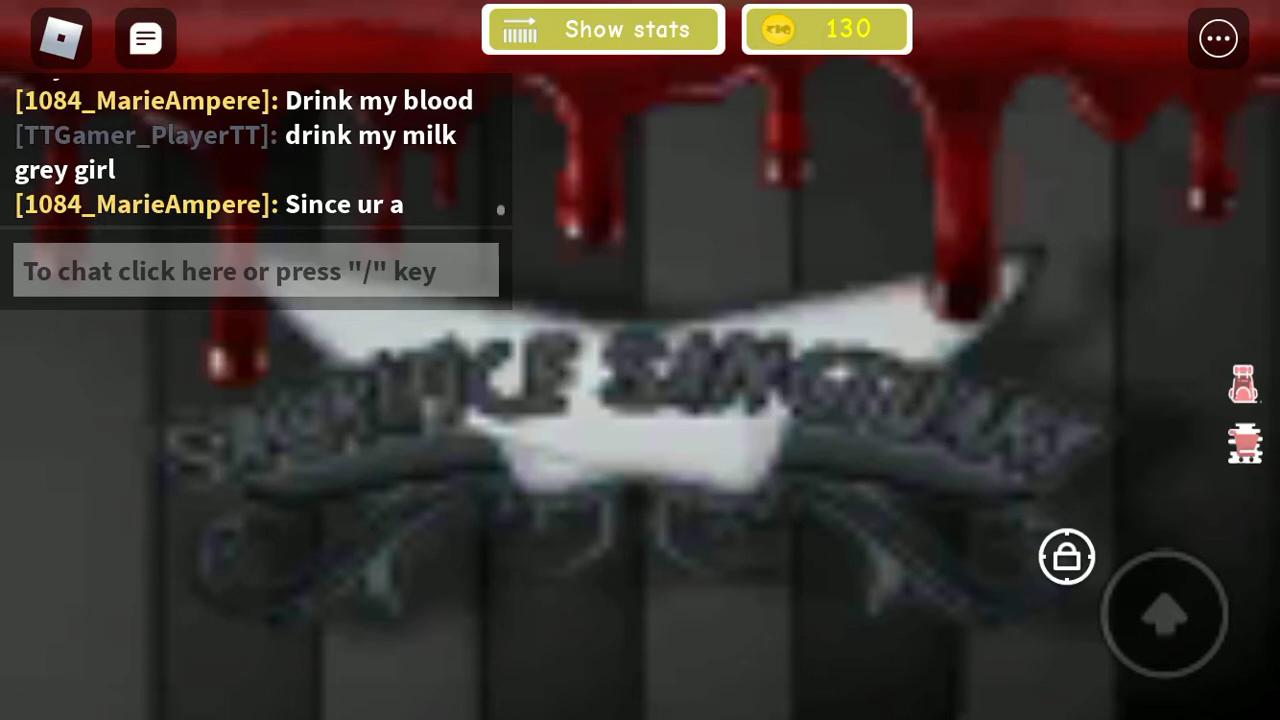 Show stats
130
[1084_MarieAmpere]: Drink my blood
[TTGamer_PlayerTT]: drink my milk
grey girl
[1084_MarieAmpere]: Since ur a
To chat click here or press "/" key